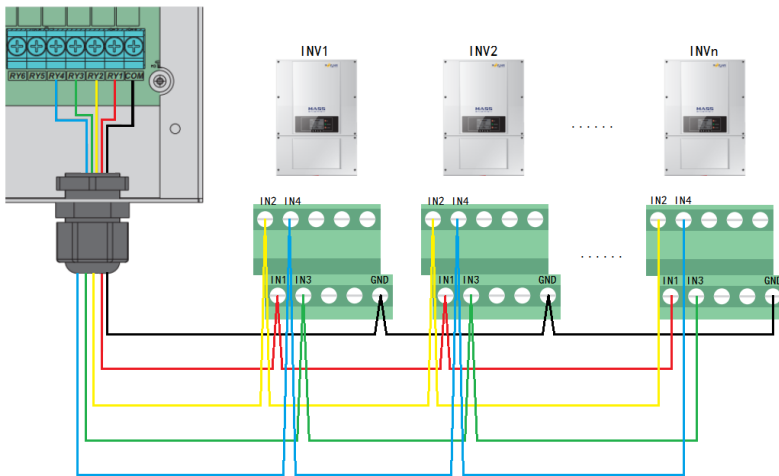 INV1 INV2 INVn
RY6 RY5 RY4 RY3 RY2 RY1 COM
......
IN2 IN4 IN2 IN4 IN2 IN4
......
IN1 IN3 GND IN1 IN3 GND IN1 IN3 GND